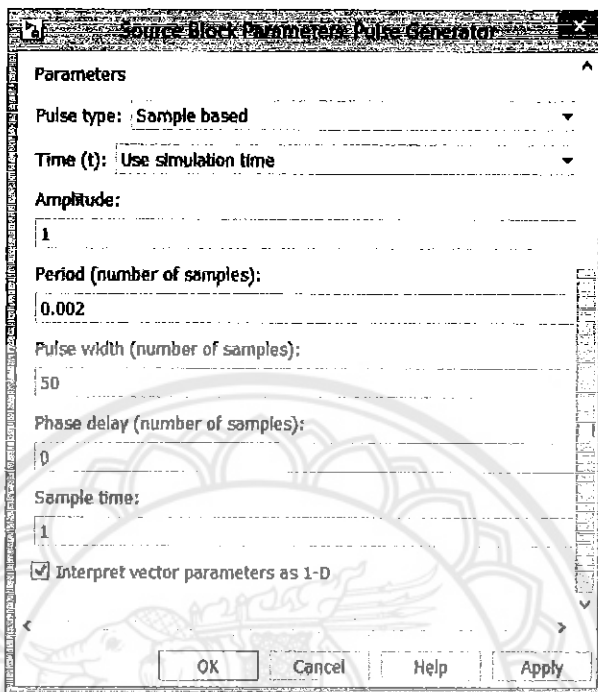 Source Block Parameters: Pulse Generator
Parameters
Pulse type: Sample based
Time (t): Use simulation time
Amplitude:
1
Period (number of samples):
0.002
Pulse width (number of samples):
50
Phase delay (number of samples):
0
Sample time:
1
Interpret vector parameters as 1-D
OK Cancel Help Apply